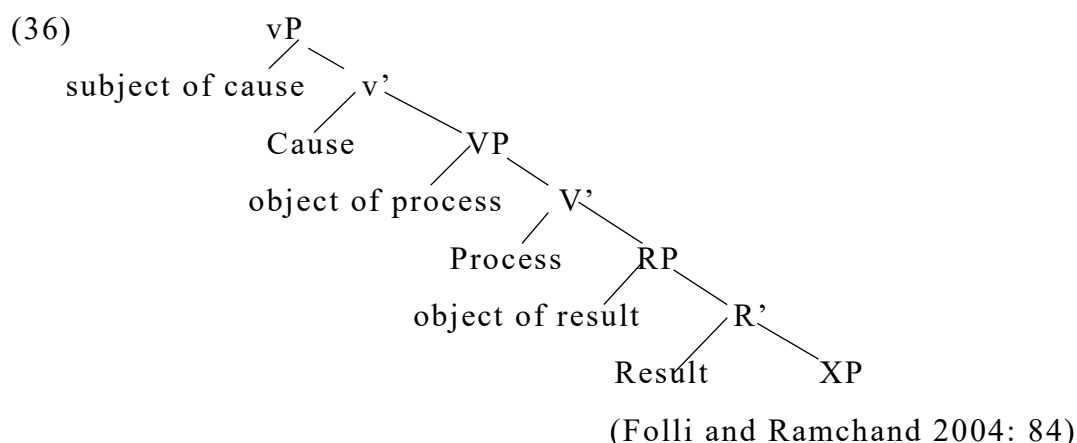 (36) vP
subject of cause v’
Cause VP
object of process V’
Process RP
object of result R’
Result XP
(Folli and Ramchand 2004: 84)